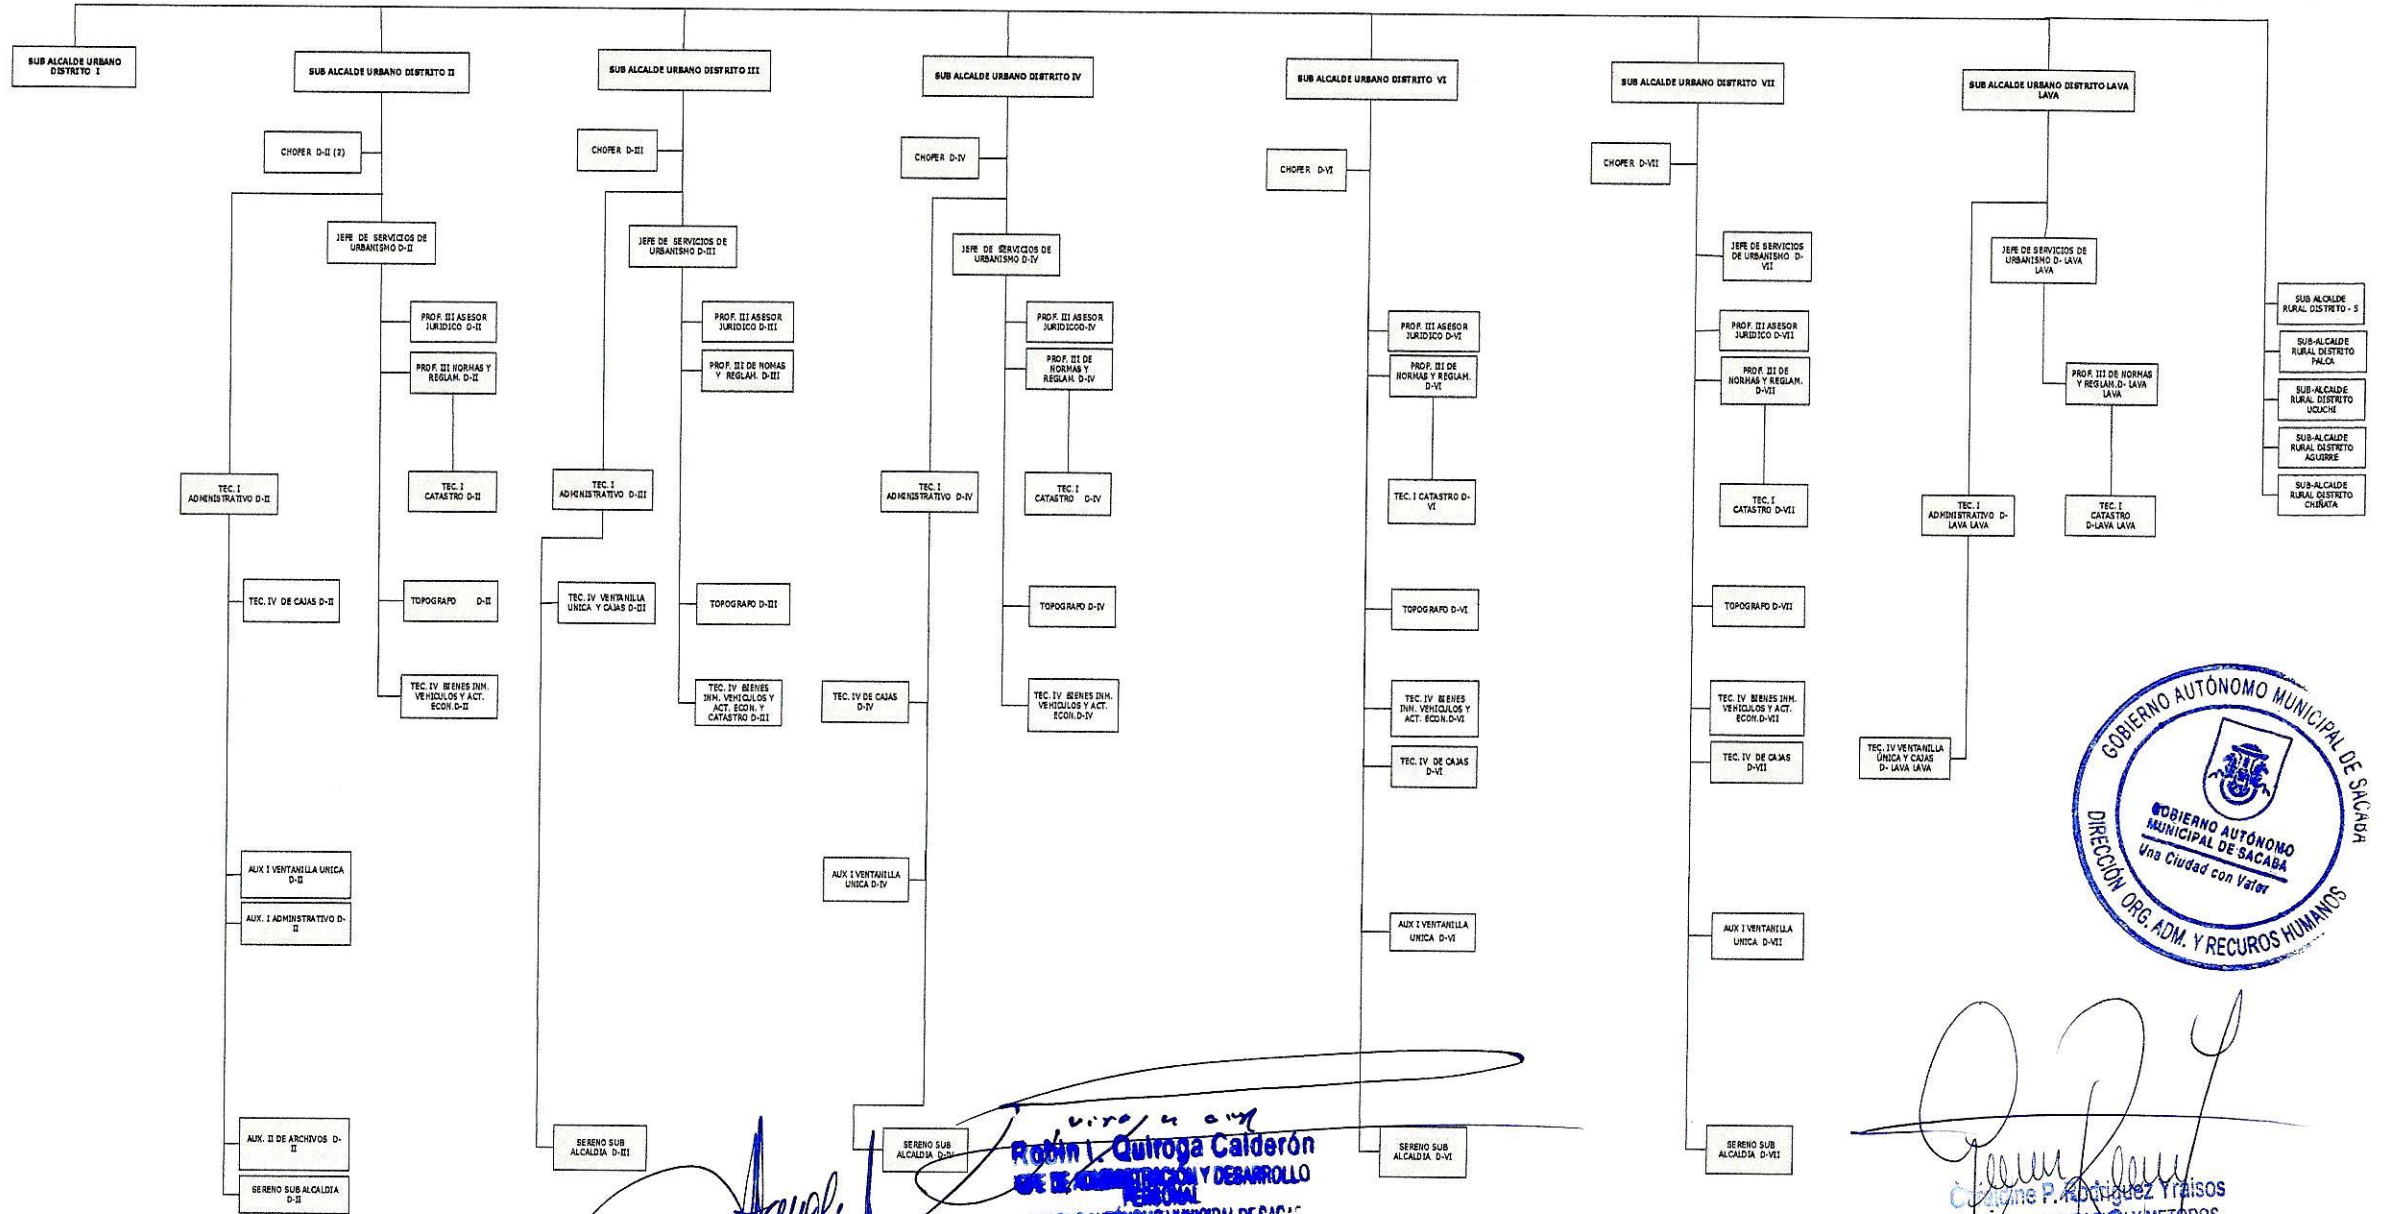 SUB ALCALDE URBANO
DISTRITO I
SUB ALCALDE URBANO DISTRITO II
SUB ALCALDE URBANO DISTRITO III
SUB ALCALDE URBANO DISTRITO IV
SUB ALCALDE URBANO DISTRITO VI
SUB ALCALDE URBANO DISTRITO VII
SUB ALCALDE URBANO DISTRITO LAVA
LAVA
CHOFER D-II (2)
CHOFER D-III
CHOFER D-IV
CHOFER D-VI
CHOFER D-VII
JEFE DE SERVICIOS DE
URBANISMO D-II
JEFE DE SERVICIOS DE
URBANISMO D-III
JEFE DE SERVICIOS DE
URBANISMO D-IV
JEFE DE SERVICIOS
DE URBANISMO D-
VII
JEFE DE SERVICIOS DE
URBANISMO D- LAVA
LAVA
PROF. III ASESOR
JURIDICO D-II
PROF. III NORMAS Y
REGLAM. D-II
PROF. III ASESOR
JURIDICO D-III
PROF. III DE NOMAS
Y REGLAM. D-III
PROF. III ASESOR
JURIDICOD-IV
PROF. III DE
NORMAS Y
REGLAM. D-IV
PROF. III ASESOR
JURIDICO D-VI
PROF. III DE
NORMAS Y REGLAM.
D-VI
PROF. III ASESOR
JURIDICO D-VII
PROF. III DE
NORMAS Y REGLAM.
D-VII
PROF. III DE NORMAS
Y REGLAM.D- LAVA
LAVA
SUB ALCALDE
RURAL DISTRITO - 5
SUB-ALCALDE
RURAL DISTRITO
PALCA
SUB-ALCALDE
RURAL DISTRITO
UCUCHI
SUB-ALCALDE
RURAL DISTRITO
AGUIRRE
SUB-ALCALDE
RURAL DISTRITO
CHIÑATA
TEC. I
ADMINISTRATIVO D-II
TEC. I
CATASTRO D-II
TEC. I
ADMINISTRATIVO D-III
TEC. I
ADMINISTRATIVO D-IV
TEC. I
CATASTRO D-IV
TEC. I CATASTRO D-
VI
TEC. I
CATASTRO D-VII
TEC. I
ADMINISTRATIVO D-
LAVA LAVA
TEC. I
CATASTRO
D-LAVA LAVA
TEC. IV DE CAJAS D-II
TOPOGRAFO D-II
TEC. IV VENTANILLA
UNICA Y CAJAS D-III
TOPOGRAFO D-III
TOPOGRAFO D-IV
TOPOGRAFO D-VI
TOPOGRAFO D-VII
TEC. IV BIENES INM.
VEHICULOS Y ACT.
ECON.D-II
TEC. IV BIENES
INM. VEHICULOS Y
ACT. ECON. Y
CATASTRO D-III
TEC. IV DE CAJAS
D-IV
TEC. IV BIENES INM.
VEHICULOS Y ACT.
ECON.D-IV
TEC. IV BIENES
INM. VEHICULOS Y
ACT. ECON.D-VI
TEC. IV BIENES INM.
VEHICULOS Y ACT.
ECON.D-VII
TEC. IV DE CAJAS
D-VI
TEC. IV DE CAJAS
D-VII
TEC. IV VENTANILLA
ÚNICA Y CAJAS
D- LAVA LAVA
AUX I VENTANILLA UNICA
D-II
AUX. I ADMINSTRATIVO D-
II
AUX I VENTANILLA
UNICA D-IV
AUX I VENTANILLA
UNICA D-VI
AUX I VENTANILLA
UNICA D-VII
AUX. II DE ARCHIVOS D-
II
SERENO SUB ALCALDIA
D-II
SERENO SUB
ALCALDIA D-III
SERENO SUB
ALCALDIA D-IV
SERENO SUB
ALCALDIA D-VI
SERENO SUB
ALCALDIA D-VII
GOBIERNO AUTÓNOMO MUNICIPAL DE SACABA
GOBIERNO AUTÓNOMO
MUNICIPAL DE SACABA
Una Ciudad con Valor
DIRECCIÓN ORG. ADM. Y RECUROS HUMANOS
Robin I. Quiroga Calderón
JEFE DE ADMINISTRACIÓN Y DESARROLLO
PERSONAL
MUNICIPAL DE
P. Rodriguez Yraisos
Y METODOS